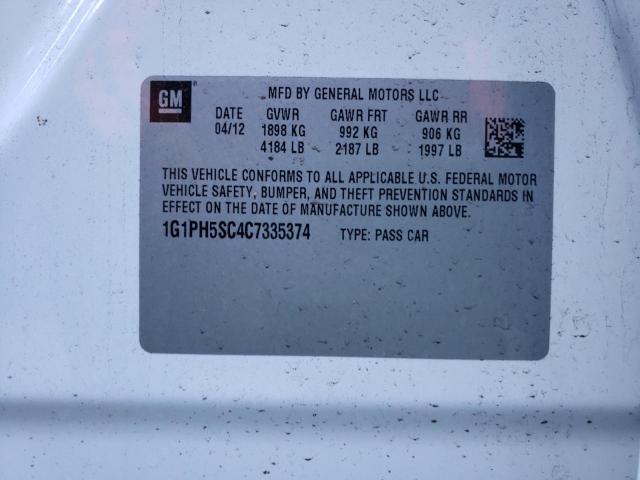 GM
MFD BY GENERAL MOTORS LLC
DATE GVWR GAWR FRT GAWR RR
04/12 1898 KG 992 KG 906 KG
4184 LB 2187 LB 1997 LB
THIS VEHICLE CONFORMS TO ALL APPLICABLE U.S. FEDERAL MOTOR
VEHICLE SAFETY, BUMPER, AND THEFT PREVENTION STANDARDS IN
EFFECT ON THE DATE OF MANUFACTURE SHOWN ABOVE.
1G1PH5SC4C7335374 TYPE: PASS CAR